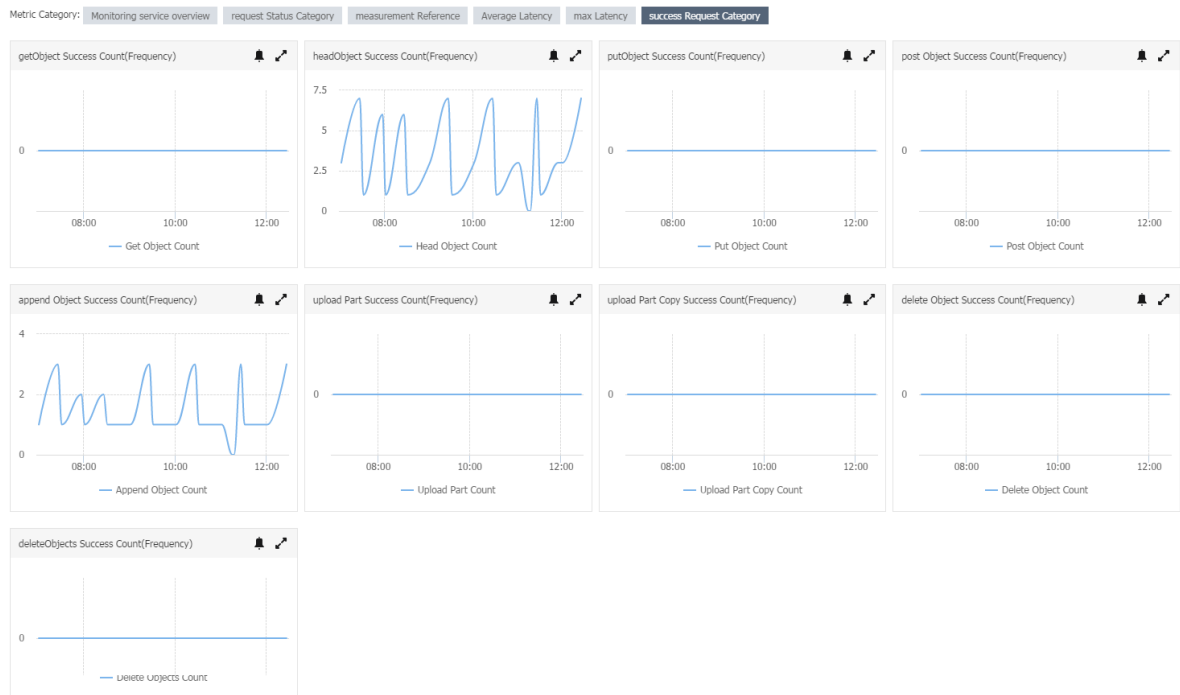 Metric Category: Monitoring service overview request Status Category measurement Reference Average Latency max Latency success Request Category
getObject Success Count(Frequency)
0
08:00 10:00 12:00
Get Object Count
headObject Success Count(Frequency)
7.5
5
2.5
0
08:00 10:00 12:00
Head Object Count
putObject Success Count(Frequency)
0
08:00 10:00 12:00
Put Object Count
post Object Success Count(Frequency)
0
08:00 10:00 12:00
Post Object Count
append Object Success Count(Frequency)
4
2
0
08:00 10:00 12:00
Append Object Count
upload Part Success Count(Frequency)
0
08:00 10:00 12:00
Upload Part Count
upload Part Copy Success Count(Frequency)
0
08:00 10:00 12:00
Upload Part Copy Count
delete Object Success Count(Frequency)
0
08:00 10:00 12:00
Delete Object Count
deleteObjects Success Count(Frequency)
0
Delete Objects Count